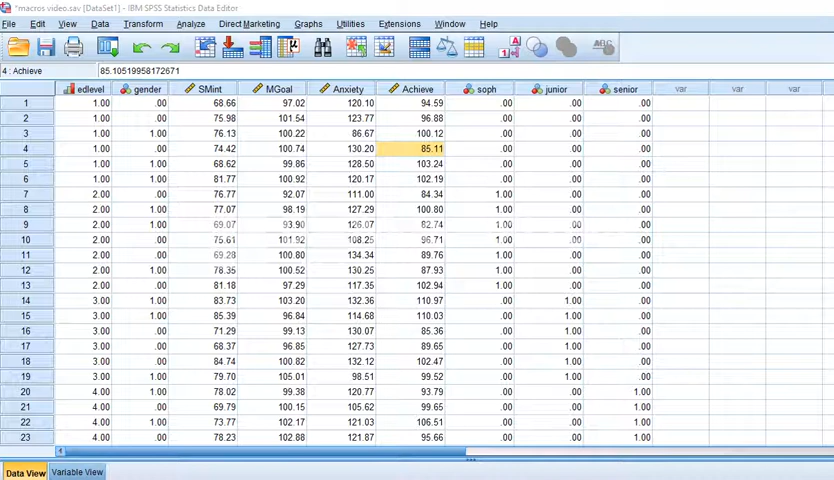 *macros video.sav [DataSet1] - IBM SPSS Statistics Data Editor
File Edit View Data Transform Analyze Direct Marketing Graphs Utilities Extensions Window Help
4 : Achieve 85.10519958172671
edlevel gender SMint MGoal Anxiety Achieve soph junior senior var var var
1 1.00 .00 68.66 97.02 120.10 94.59 .00 .00 .00
2 1.00 .00 75.98 101.54 123.77 96.88 .00 .00 .00
3 1.00 1.00 76.13 100.22 86.67 100.12 .00 .00 .00
4 1.00 .00 74.42 100.74 130.20 85.11 .00 .00 .00
5 1.00 1.00 68.62 99.86 128.50 103.24 .00 .00 .00
6 1.00 1.00 81.77 100.92 120.17 102.19 .00 .00 .00
7 2.00 .00 76.77 92.07 111.00 84.34 1.00 .00 .00
8 2.00 1.00 77.07 98.19 127.29 100.80 1.00 .00 .00
9 2.00 1.00 69.07 93.90 126.07 82.74 1.00 .00 .00
10 2.00 .00 75.61 101.92 108.25 96.71 1.00 .00 .00
11 2.00 .00 69.28 100.80 134.34 89.76 1.00 .00 .00
12 2.00 1.00 78.35 100.52 130.25 87.93 1.00 .00 .00
13 2.00 .00 81.18 97.29 117.35 102.94 1.00 .00 .00
14 3.00 1.00 83.73 103.20 132.36 110.97 .00 1.00 .00
15 3.00 1.00 85.39 96.84 114.68 110.03 .00 1.00 .00
16 3.00 .00 71.29 99.13 130.07 85.36 .00 1.00 .00
17 3.00 .00 68.37 96.85 127.73 89.65 .00 1.00 .00
18 3.00 .00 84.74 100.82 132.12 102.47 .00 1.00 .00
19 3.00 1.00 79.70 105.01 98.51 99.52 .00 1.00 .00
20 4.00 1.00 78.02 99.38 120.77 93.79 .00 .00 1.00
21 4.00 .00 69.79 100.15 105.62 99.65 .00 .00 1.00
22 4.00 1.00 73.77 102.17 121.03 106.51 .00 .00 1.00
23 4.00 .00 78.23 102.88 121.87 95.66 .00 .00 1.00
Data View Variable View